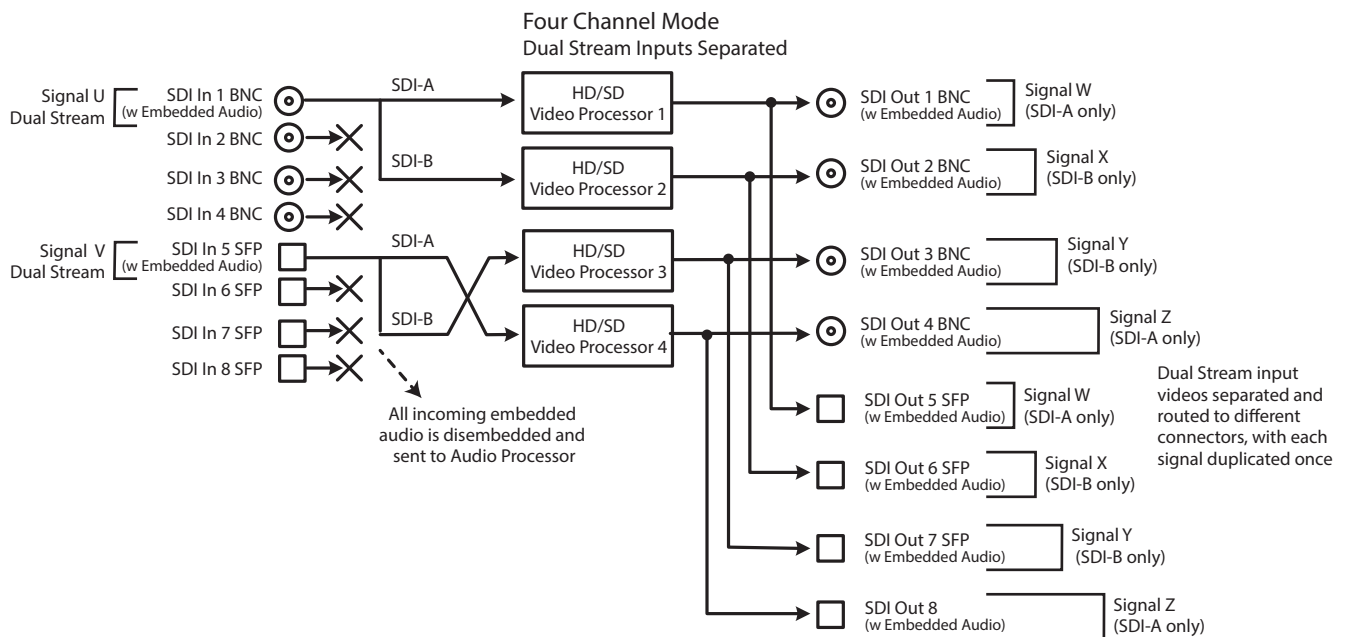 Four Channel Mode
Dual Stream Inputs Separated
Signal U
Dual Stream
SDI In 1 BNC
(w Embedded Audio)
SDI In 2 BNC
SDI In 3 BNC
SDI In 4 BNC
Signal V
Dual Stream
SDI In 5 SFP
(w Embedded Audio)
SDI In 6 SFP
SDI In 7 SFP
SDI In 8 SFP
SDI-A
SDI-B
SDI-A
SDI-B
All incoming embedded
audio is disembedded and
sent to Audio Processor
HD/SD
Video Processor 1
HD/SD
Video Processor 2
HD/SD
Video Processor 3
HD/SD
Video Processor 4
SDI Out 1 BNC
(w Embedded Audio)
Signal W
(SDI-A only)
SDI Out 2 BNC
(w Embedded Audio)
Signal X
(SDI-B only)
SDI Out 3 BNC
(w Embedded Audio)
Signal Y
(SDI-B only)
SDI Out 4 BNC
(w Embedded Audio)
Signal Z
(SDI-A only)
SDI Out 5 SFP
(w Embedded Audio)
Signal W
(SDI-A only)
SDI Out 6 SFP
(w Embedded Audio)
Signal X
(SDI-B only)
SDI Out 7 SFP
(w Embedded Audio)
Signal Y
(SDI-B only)
SDI Out 8
(w Embedded Audio)
Signal Z
(SDI-A only)
Dual Stream input
videos separated and
routed to different
connectors, with each
signal duplicated once